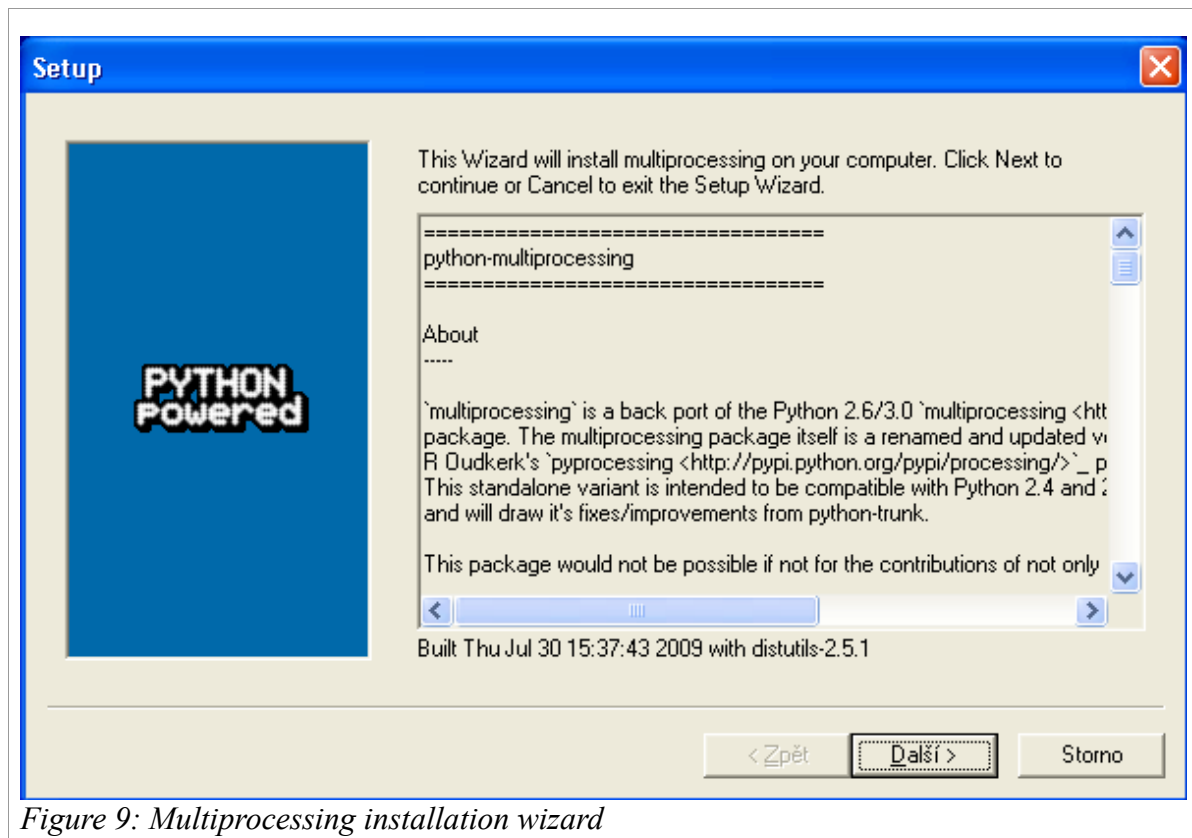 Setup
This Wizard will install multiprocessing on your computer. Click Next to
continue or Cancel to exit the Setup Wizard.
==================================
python-multiprocessing
==================================
About
-----
`multiprocessing` is a back port of the Python 2.6/3.0 `multiprocessing <htt
package. The multiprocessing package itself is a renamed and updated
R Oudkerk's `pyprocessing <http://pypi.python.org/pypi/processing/>`_ p
This standalone variant is intended to be compatible with Python 2.4 and
and will draw it's fixes/improvements from python-trunk.
This package would not be possible if not for the contributions of not only
PYTHON
powered
Built Thu Jul 30 15:37:43 2009 with distutils-2.5.1
< Zpět
Další >
Storno
Figure 9: Multiprocessing installation wizard